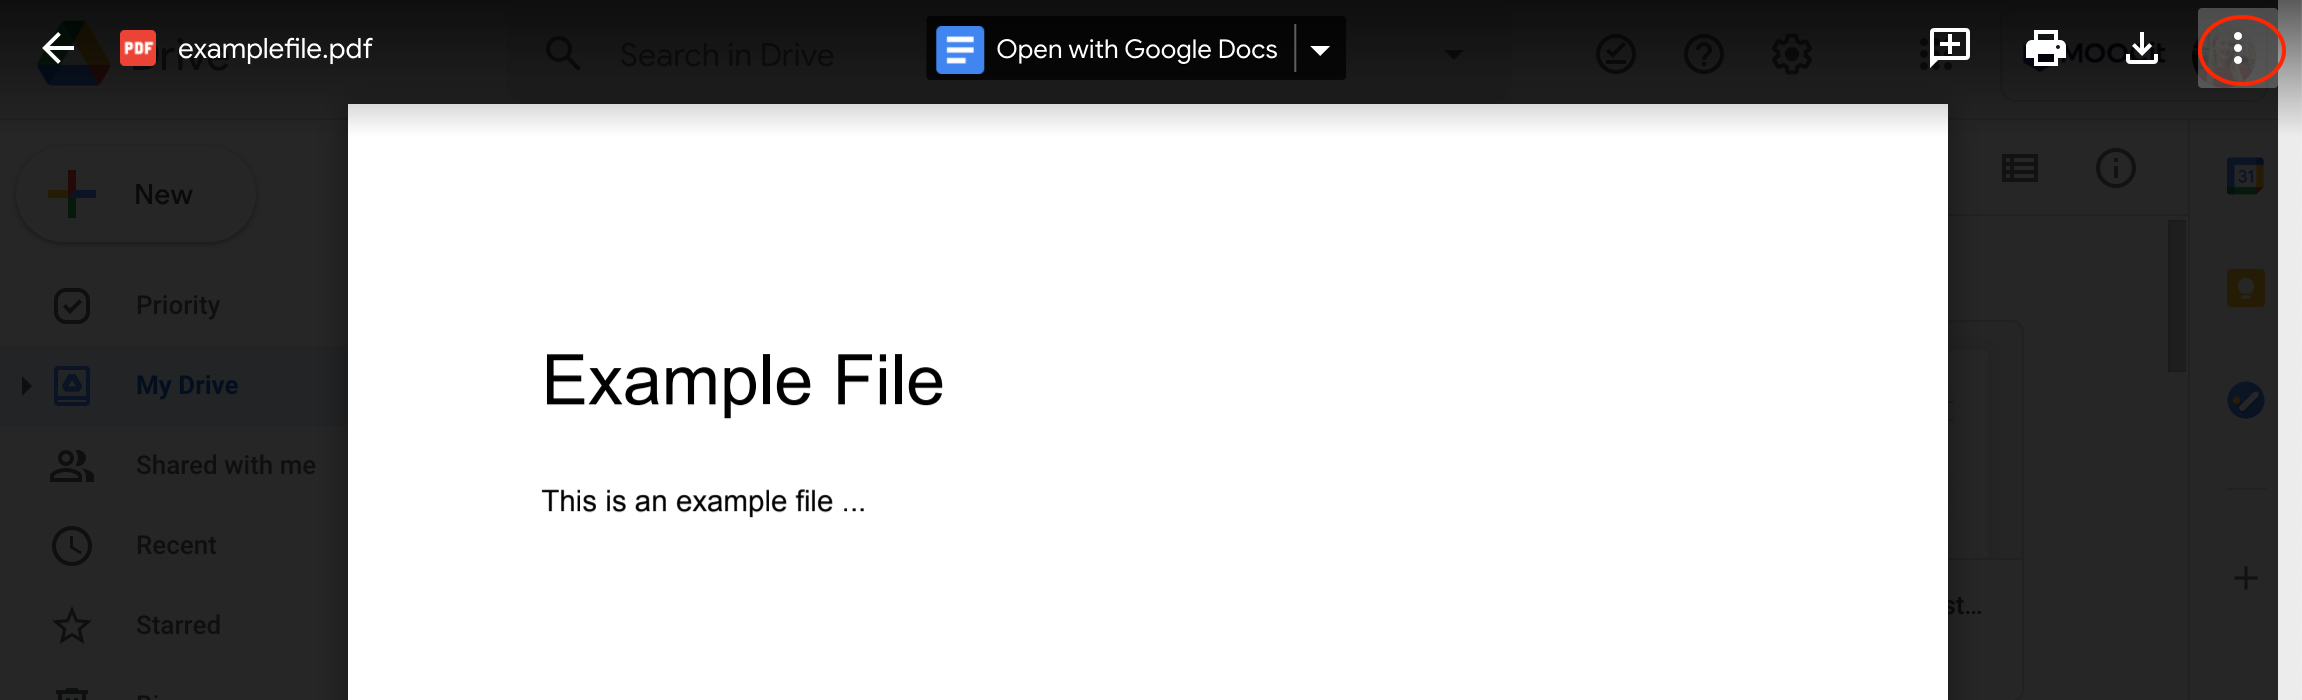 PDF examplefile.pdf
Search in Drive
Open with Google Docs
New
31
Priority
My Drive
Shared with me
Recent
Starred
Example File
This is an example file ...
st...